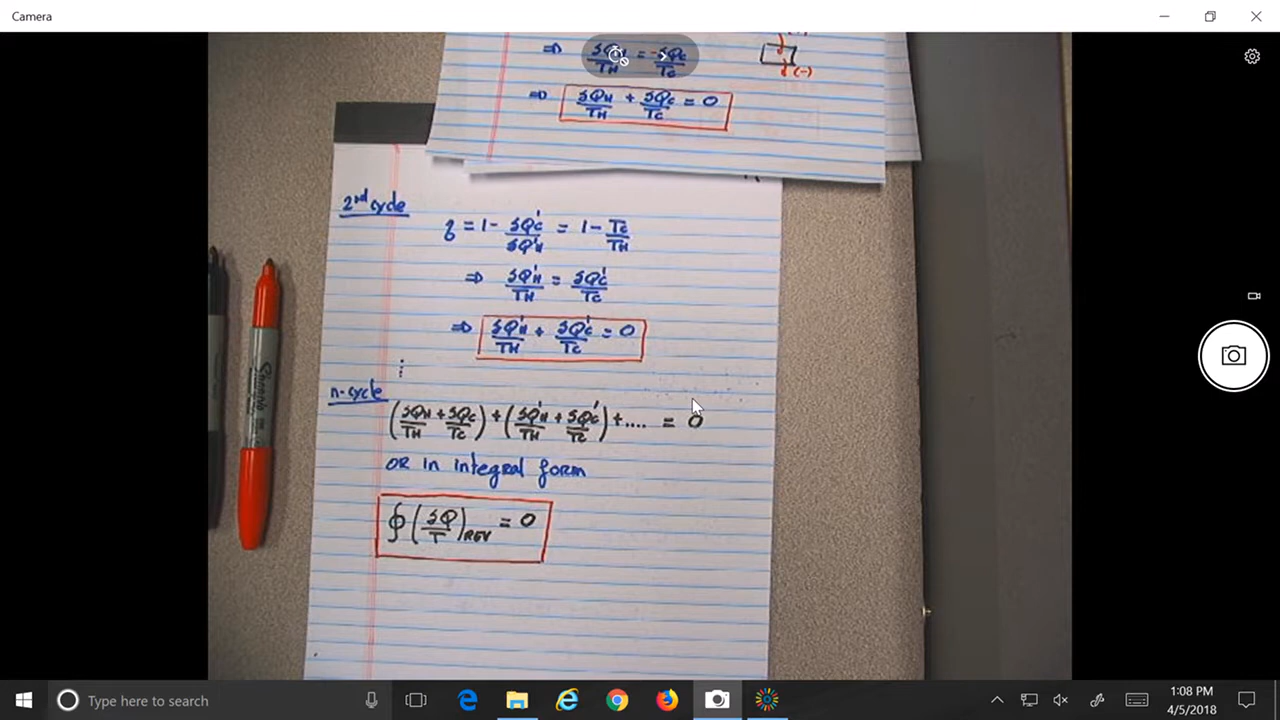 Camera
⇒ δQH/TH = -δQC/TC
(-)
⇒ δQH/TH + δQC/TC = 0
2nd cycle
η = 1 - δQ'C/δQ'H = 1 - TC/TH
⇒ δQ'H/TH = δQ'C/TC
⇒ δQ'H/TH + δQ'C/TC = 0
⋮
n-cycle
(δQH/TH + δQC/TC) + (δQ'H/TH + δQ'C/TC) + .... = 0
OR in integral form
∮(δQ/T)REV = 0
Sharpie
Type here to search
1:08 PM
4/5/2018